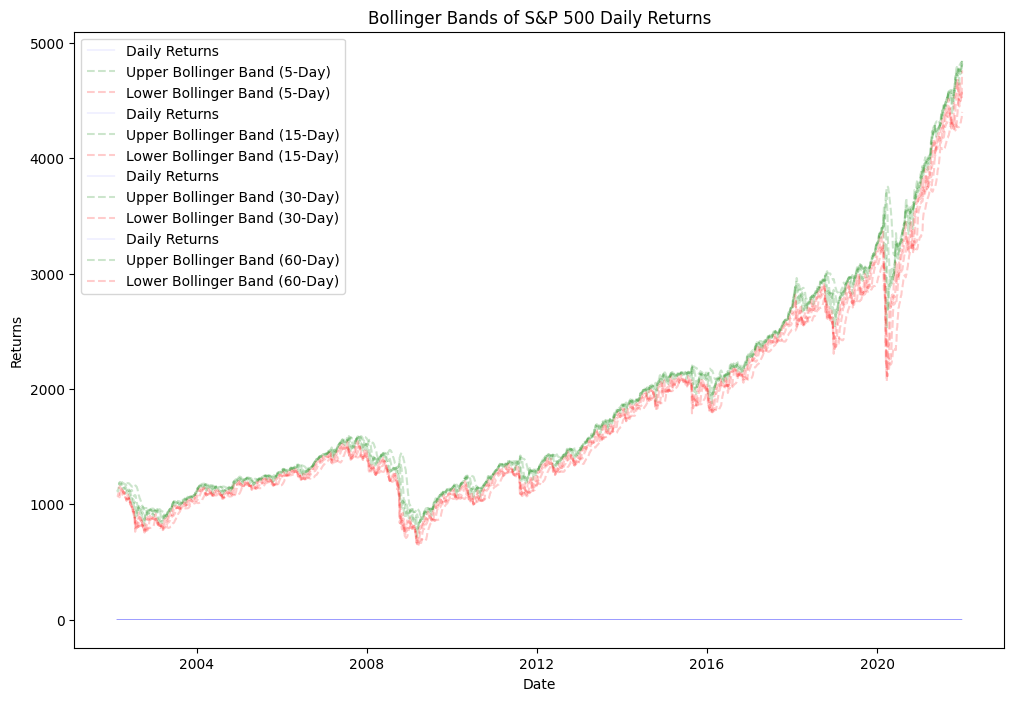 Bollinger Bands of S&P 500 Daily Returns
5000
4000
3000
2000
1000
0
Returns
Daily Returns
Upper Bollinger Band (5-Day)
Lower Bollinger Band (5-Day)
Daily Returns
Upper Bollinger Band (15-Day)
Lower Bollinger Band (15-Day)
Daily Returns
Upper Bollinger Band (30-Day)
Lower Bollinger Band (30-Day)
Daily Returns
Upper Bollinger Band (60-Day)
Lower Bollinger Band (60-Day)
2004 2008 2012 2016 2020
Date